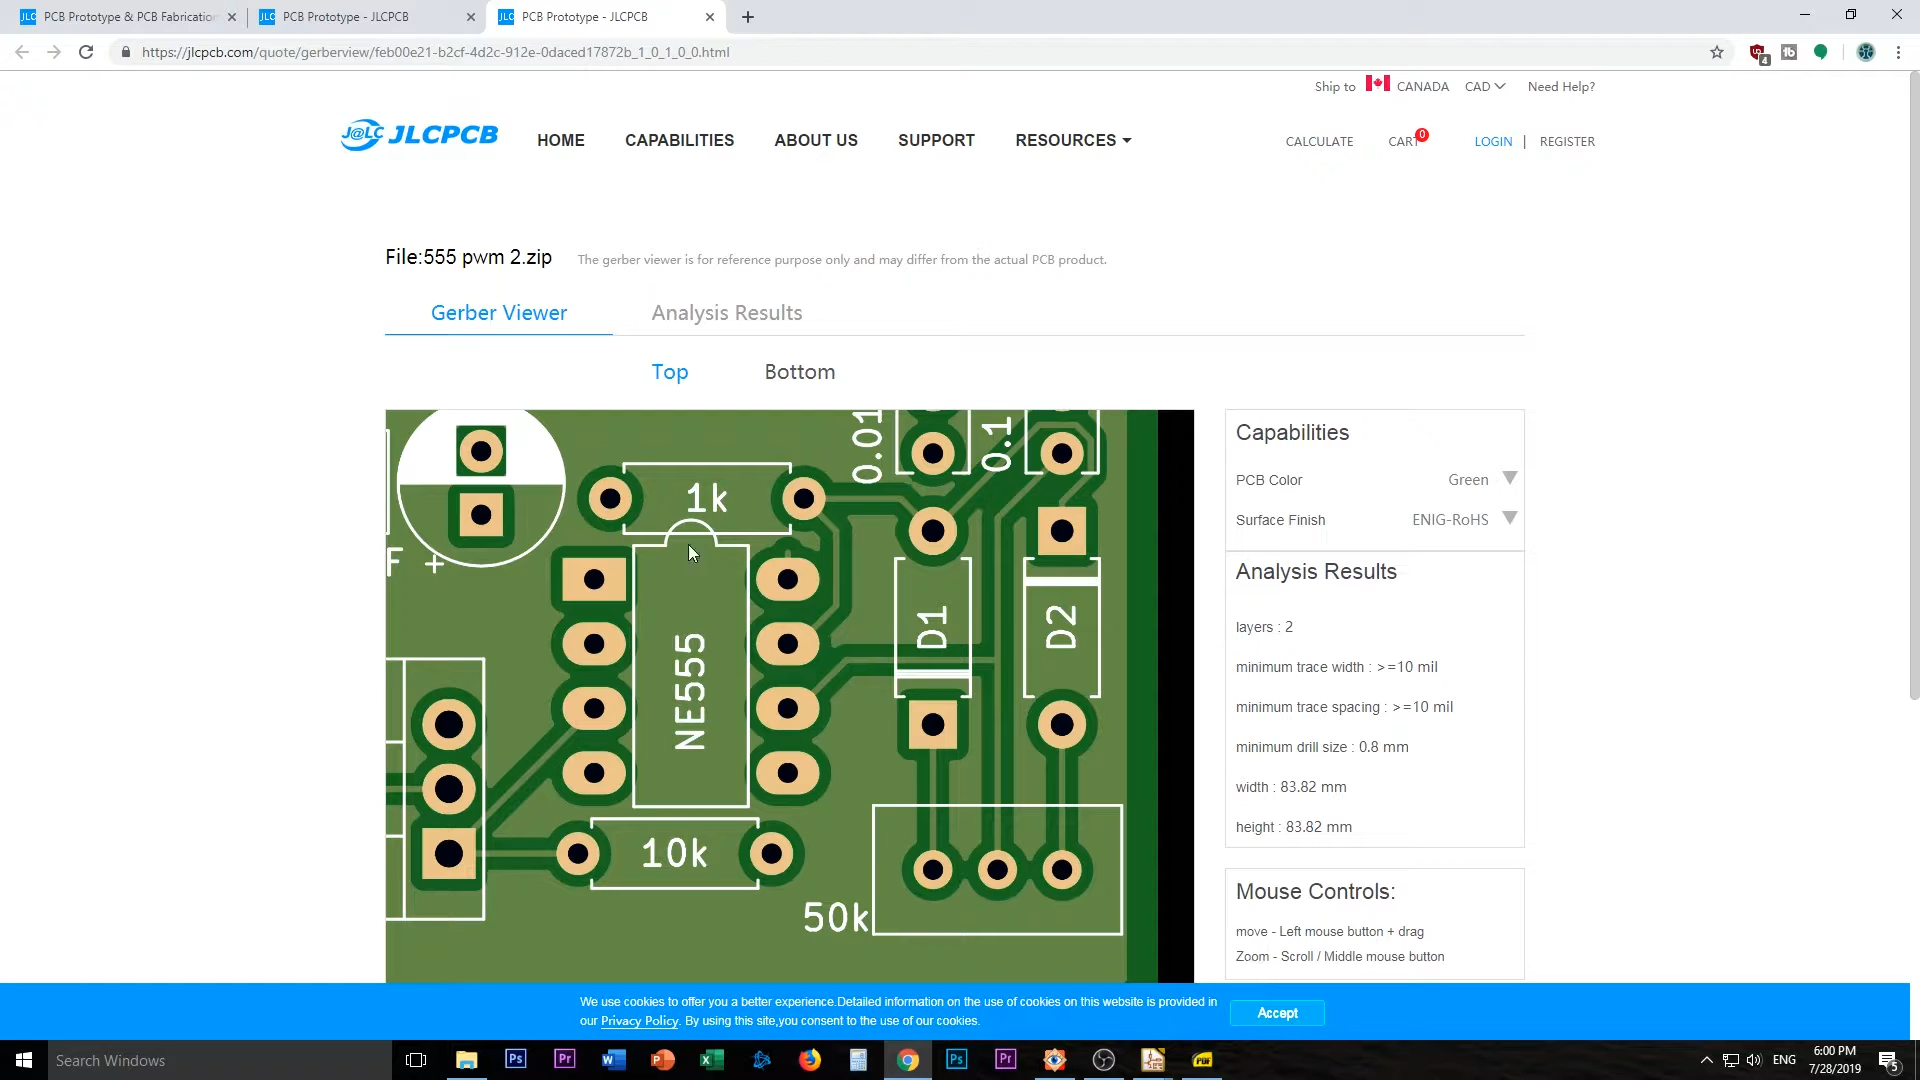 PCB Prototype & PCB Fabrication
PCB Prototype - JLCPCB
PCB Prototype - JLCPCB
https://jlcpcb.com/quote/gerberview/feb00e21-b2cf-4d2c-912e-0daced17872b_1_0_1_0_0.html
Ship to CANADA CAD Need Help?
J@LC JLCPCB
HOME CAPABILITIES ABOUT US SUPPORT RESOURCES
CALCULATE CART 0 LOGIN | REGISTER
File:555 pwm 2.zip
The gerber viewer is for reference purpose only and may differ from the actual PCB product.
Gerber Viewer Analysis Results
Top Bottom
0.01
0.1
1k
F +
NE555
D1
D2
10k
50k
Capabilities
PCB Color Green
Surface Finish ENIG-RoHS
Analysis Results
layers : 2
minimum trace width : >=10 mil
minimum trace spacing : >=10 mil
minimum drill size : 0.8 mm
width : 83.82 mm
height : 83.82 mm
Mouse Controls:
move - Left mouse button + drag
Zoom - Scroll / Middle mouse button
We use cookies to offer you a better experience.Detailed information on the use of cookies on this website is provided in
our Privacy Policy. By using this site,you consent to the use of our cookies.
Accept
Search Windows
ENG
6:00 PM
7/28/2019
5